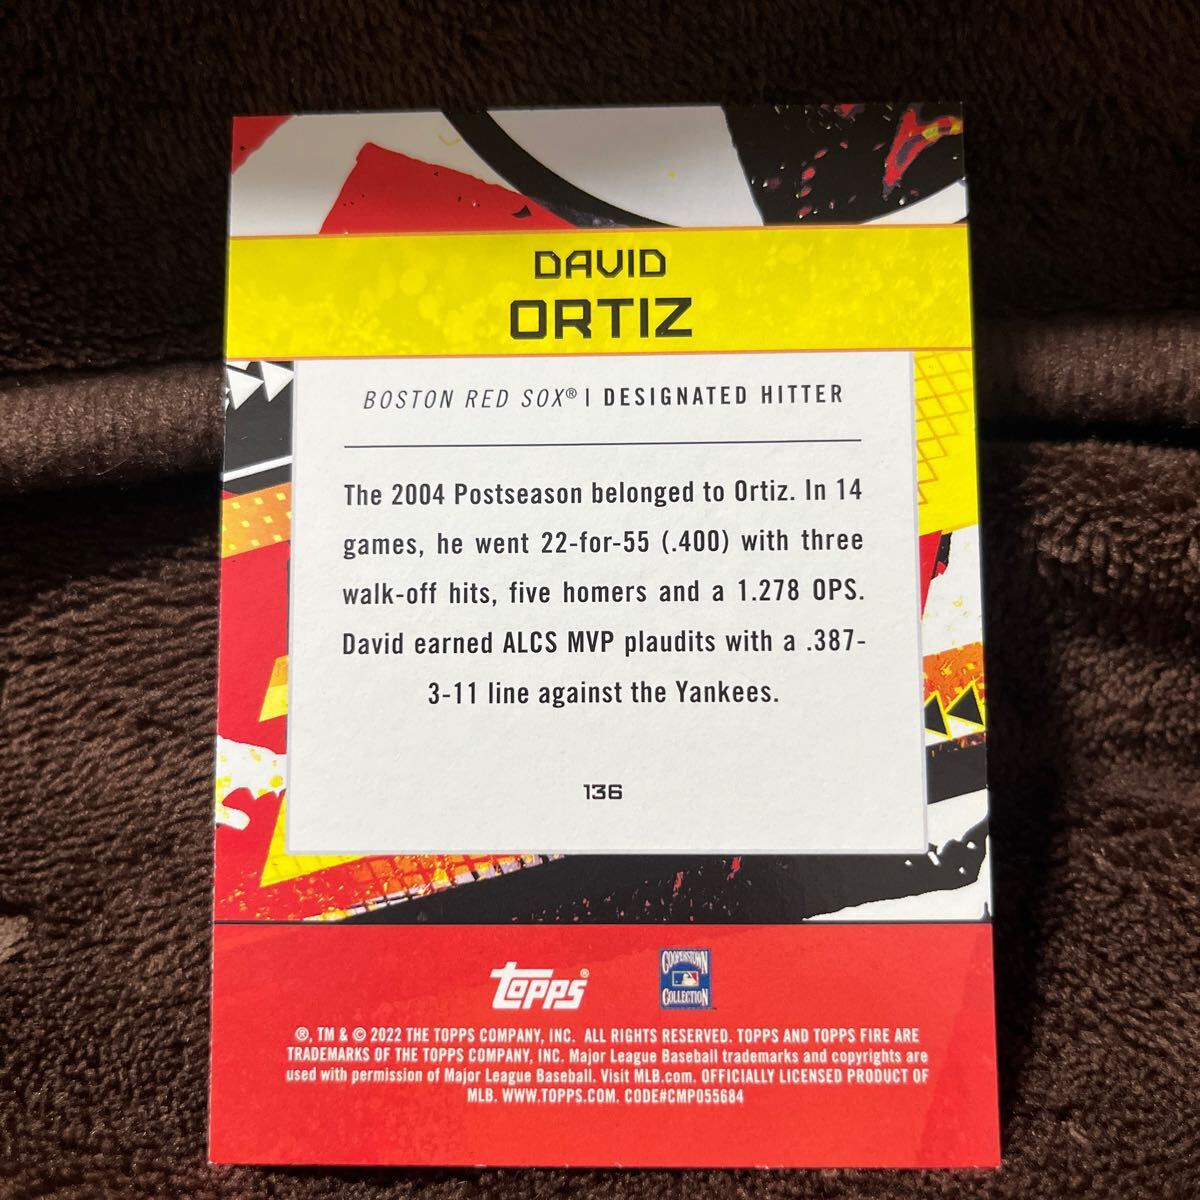 DAVID
ORTIZ
BOSTON RED SOX® | DESIGNATED HITTER
The 2004 Postseason belonged to Ortiz. In 14
games, he went 22-for-55 (.400) with three
walk-off hits, five homers and a 1.278 OPS.
David earned ALCS MVP plaudits with a .387-
3-11 line against the Yankees.
136
topps®
COOPERSTOWN
COLLECTION
®, TM & © 2022 THE TOPPS COMPANY, INC. ALL RIGHTS RESERVED. TOPPS AND TOPPS FIRE ARE
TRADEMARKS OF THE TOPPS COMPANY, INC. Major League Baseball trademarks and copyrights are
used with permission of Major League Baseball. Visit MLB.com. OFFICIALLY LICENSED PRODUCT OF
MLB. WWW.TOPPS.COM. CODE#CMP055684